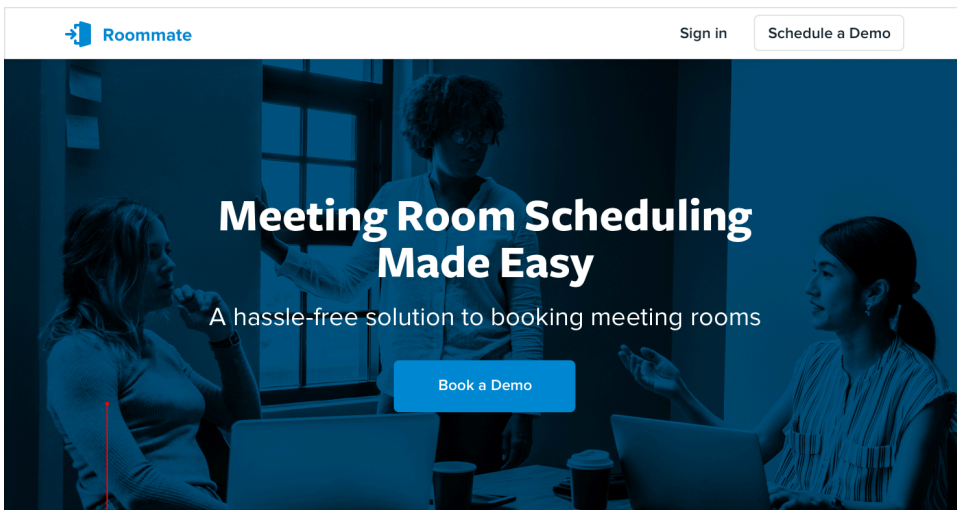 Roommate
Sign in
Schedule a Demo
Meeting Room Scheduling
Made Easy
A hassle-free solution to booking meeting rooms
Book a Demo